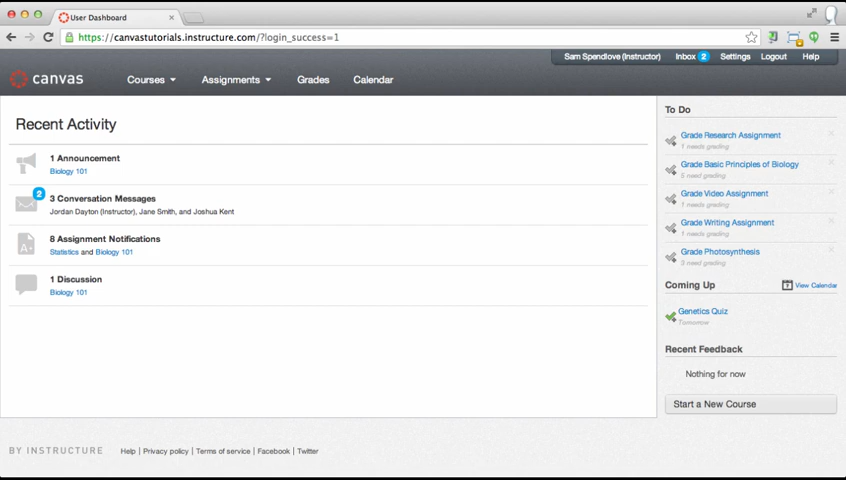 User Dashboard
https://canvastutorials.instructure.com/?login_success=1
Sam Spendlove (Instructor) Inbox 2 Settings Logout Help
canvas Courses Assignments Grades Calendar
Recent Activity
1 Announcement
Biology 101
2
3 Conversation Messages
Jordan Dayton (Instructor), Jane Smith, and Joshua Kent
A+
8 Assignment Notifications
Statistics and Biology 101
1 Discussion
Biology 101
To Do
Grade Research Assignment
1 needs grading
Grade Basic Principles of Biology
5 need grading
Grade Video Assignment
1 needs grading
Grade Writing Assignment
1 needs grading
Grade Photosynthesis
3 need grading
Coming Up View Calendar
Genetics Quiz
Tomorrow
Recent Feedback
Nothing for now
Start a New Course
BY INSTRUCTURE Help | Privacy policy | Terms of service | Facebook | Twitter